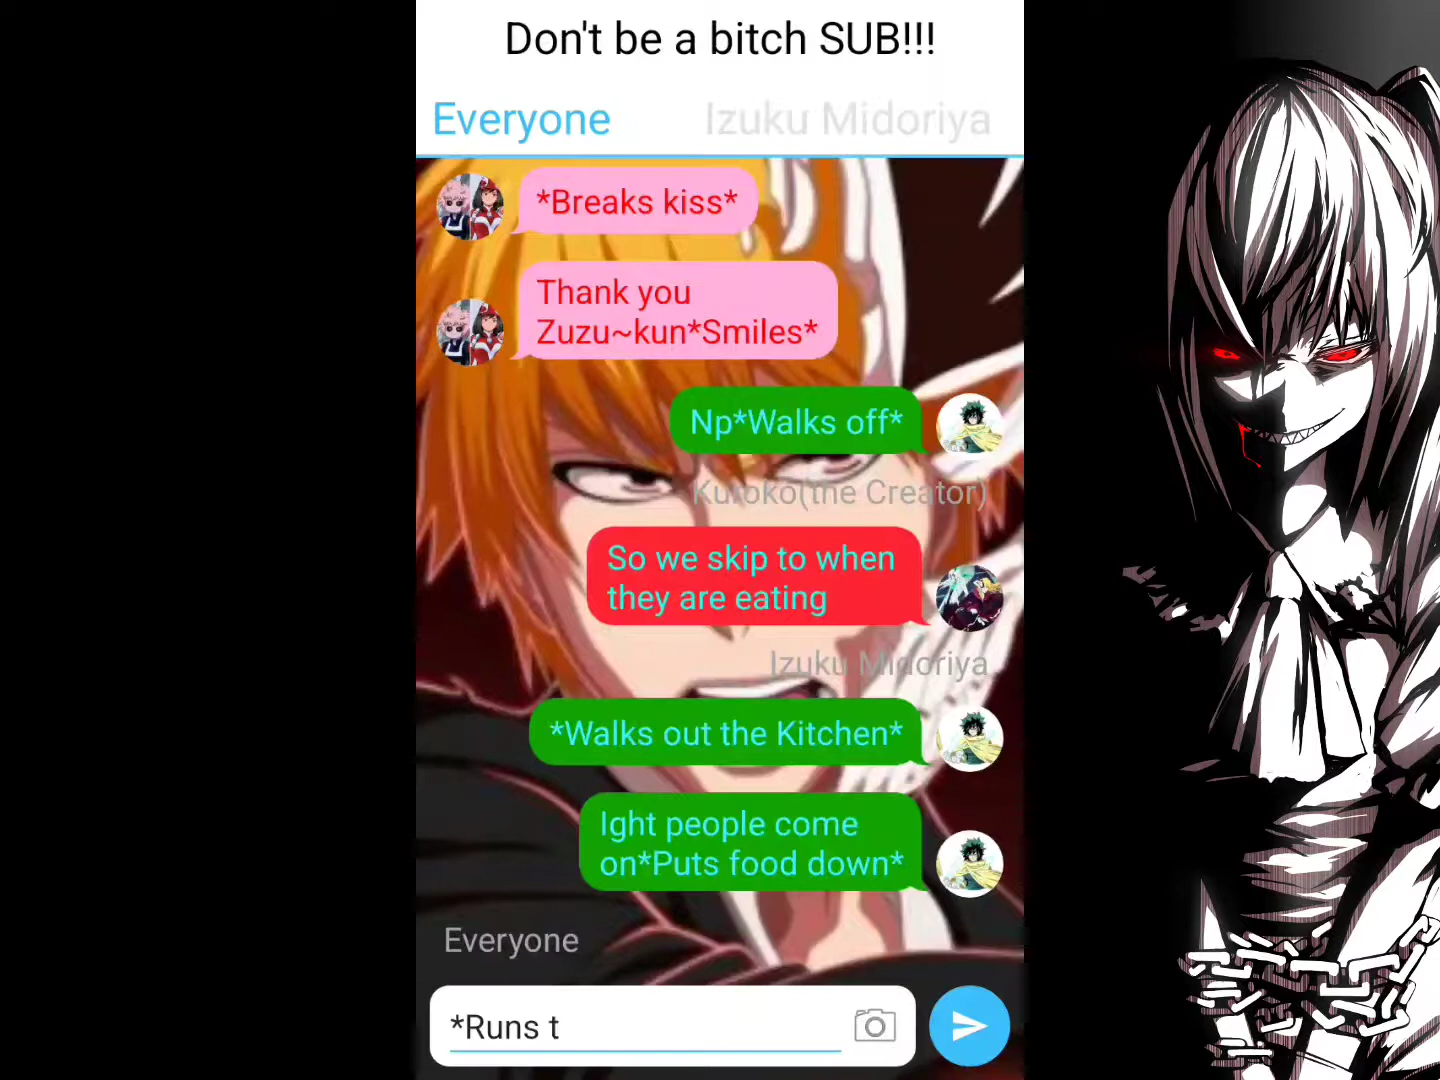 Don't be a bitch SUB!!!
Everyone
Izuku Midoriya
*Breaks kiss*
Thank you
Zuzu~kun*Smiles*
Np*Walks off*
Kuroko(the Creator)
So we skip to when
they are eating
Izuku Midoriya
*Walks out the Kitchen*
Ight people come
on*Puts food down*
Everyone
*Runs t